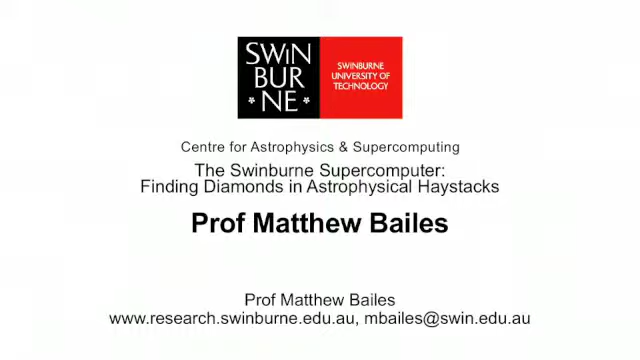 SWIN
BUR
NE
SWINBURNE
UNIVERSITY OF
TECHNOLOGY
Centre for Astrophysics & Supercomputing
The Swinburne Supercomputer:
Finding Diamonds in Astrophysical Haystacks
Prof Matthew Bailes
Prof Matthew Bailes
www.research.swinburne.edu.au, mbailes@swin.edu.au